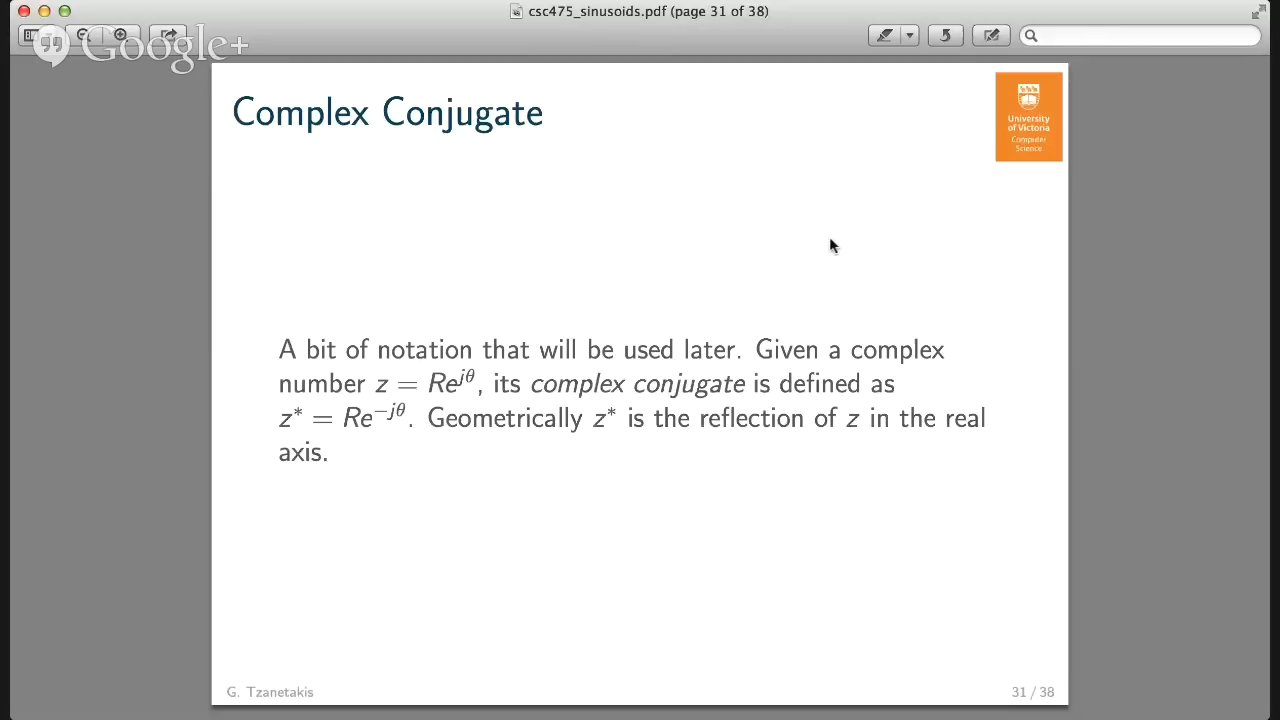 csc475_sinusoids.pdf (page 31 of 38)
Google+
Complex Conjugate
University
of Victoria
Computer
Science
A bit of notation that will be used later. Given a complex
number z = Re^{jθ}, its complex conjugate is defined as
z* = Re^{−jθ}. Geometrically z* is the reflection of z in the real
axis.
G. Tzanetakis
31 / 38